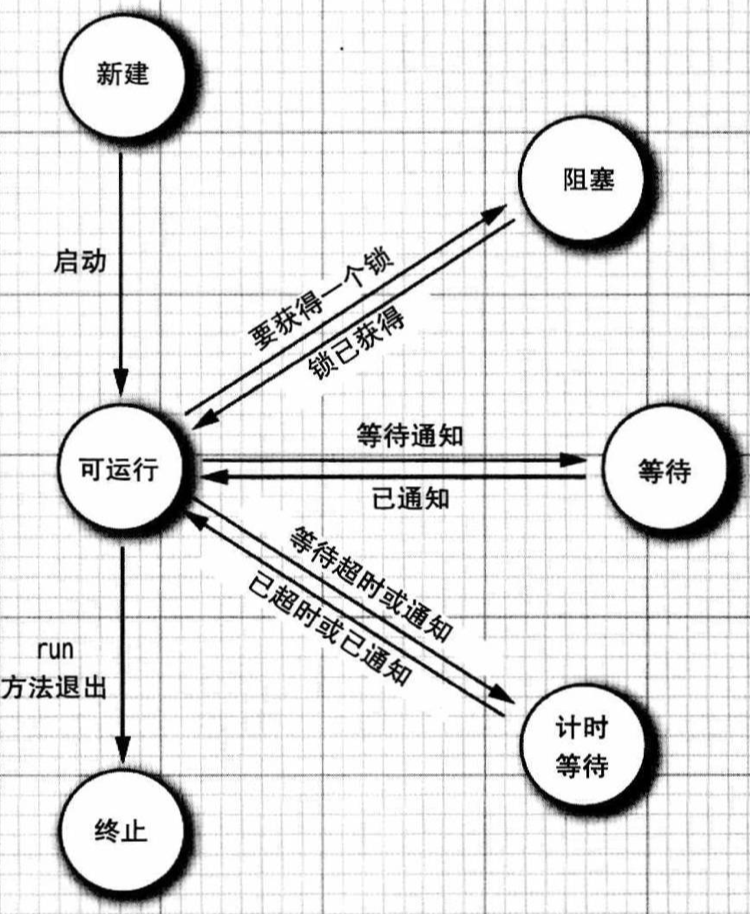 新建
阻塞
启动
要获得一个锁
锁已获得
等待通知
可运行
等待
已通知
等待超时或通知
已超时或已通知
run
方法退出
计时
等待
终止